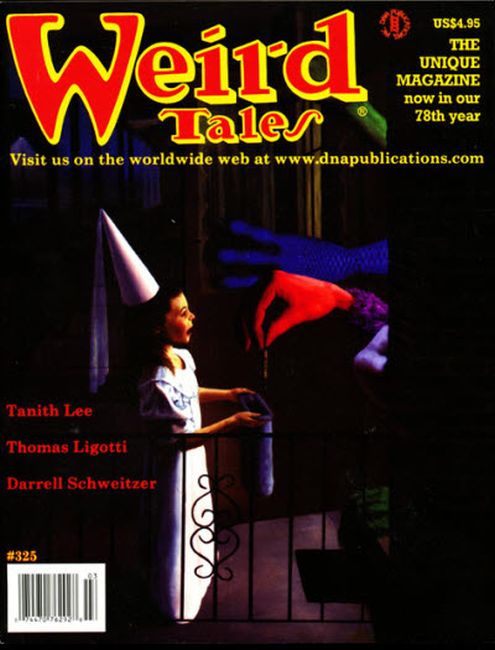 Weird
Tales
®
US$4.95
THE
UNIQUE
MAGAZINE
now in our
78th year
Visit us on the worldwide web at www.dnapublications.com
Tanith Lee
Thomas Ligotti
Darrell Schweitzer
#325
03